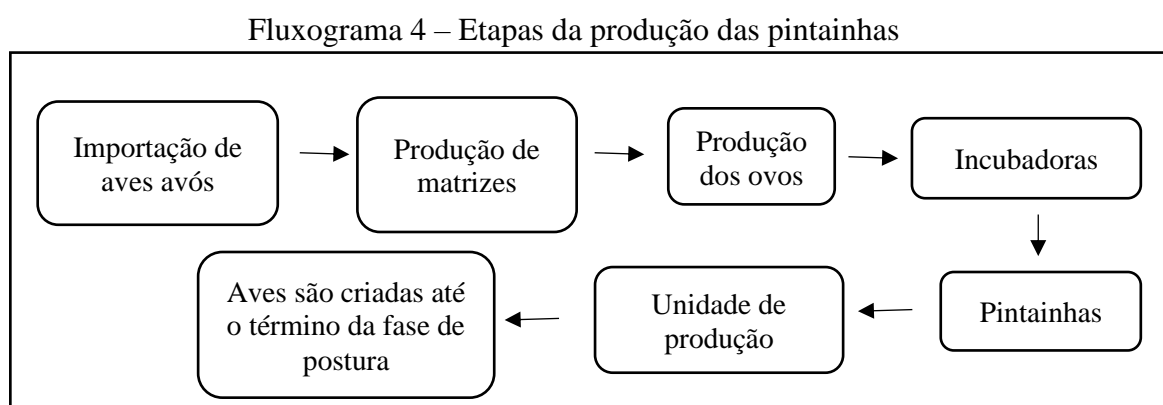 Fluxograma 4 – Etapas da produção das pintainhas
Importação de
aves avós
Produção de
matrizes
Produção
dos ovos
Incubadoras
Pintainhas
Unidade de
produção
Aves são criadas até
o término da fase de
postura